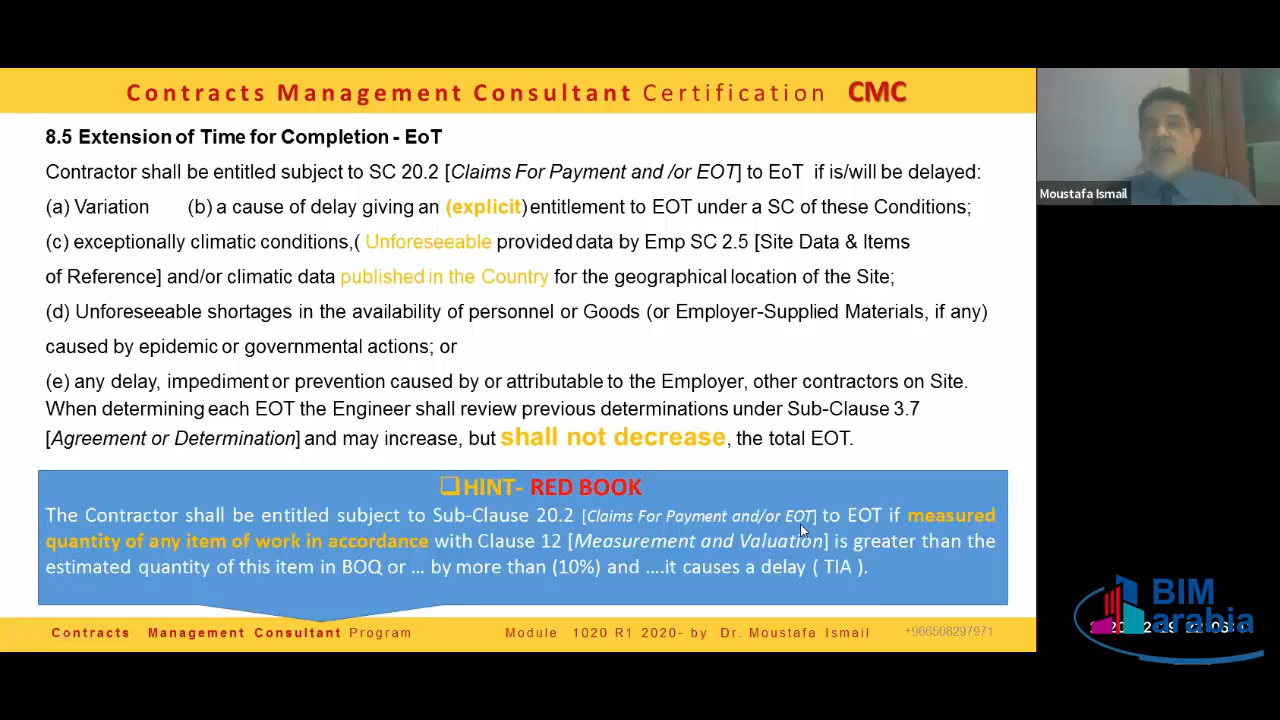 Contracts Management Consultant Certification CMC
8.5 Extension of Time for Completion - EoT
Contractor shall be entitled subject to SC 20.2 [Claims For Payment and /or EOT] to EoT if is/will be delayed:
(a) Variation (b) a cause of delay giving an (explicit) entitlement to EOT under a SC of these Conditions;
(c) exceptionally climatic conditions,( Unforeseeable provided data by Emp SC 2.5 [Site Data & Items
of Reference] and/or climatic data published in the Country for the geographical location of the Site;
(d) Unforeseeable shortages in the availability of personnel or Goods (or Employer-Supplied Materials, if any)
caused by epidemic or governmental actions; or
(e) any delay, impediment or prevention caused by or attributable to the Employer, other contractors on Site.
When determining each EOT the Engineer shall review previous determinations under Sub-Clause 3.7
[Agreement or Determination] and may increase, but shall not decrease, the total EOT.
❑HINT- RED BOOK
The Contractor shall be entitled subject to Sub-Clause 20.2 [Claims For Payment and/or EOT] to EOT if measured
quantity of any item of work in accordance with Clause 12 [Measurement and Valuation] is greater than the
estimated quantity of this item in BOQ or … by more than (10%) and ….it causes a delay ( TIA ).
Contracts Management Consultant Program Module 1020 R1 2020- by Dr. Moustafa Ismail +966508297971
Moustafa Ismail
BIM
arabia